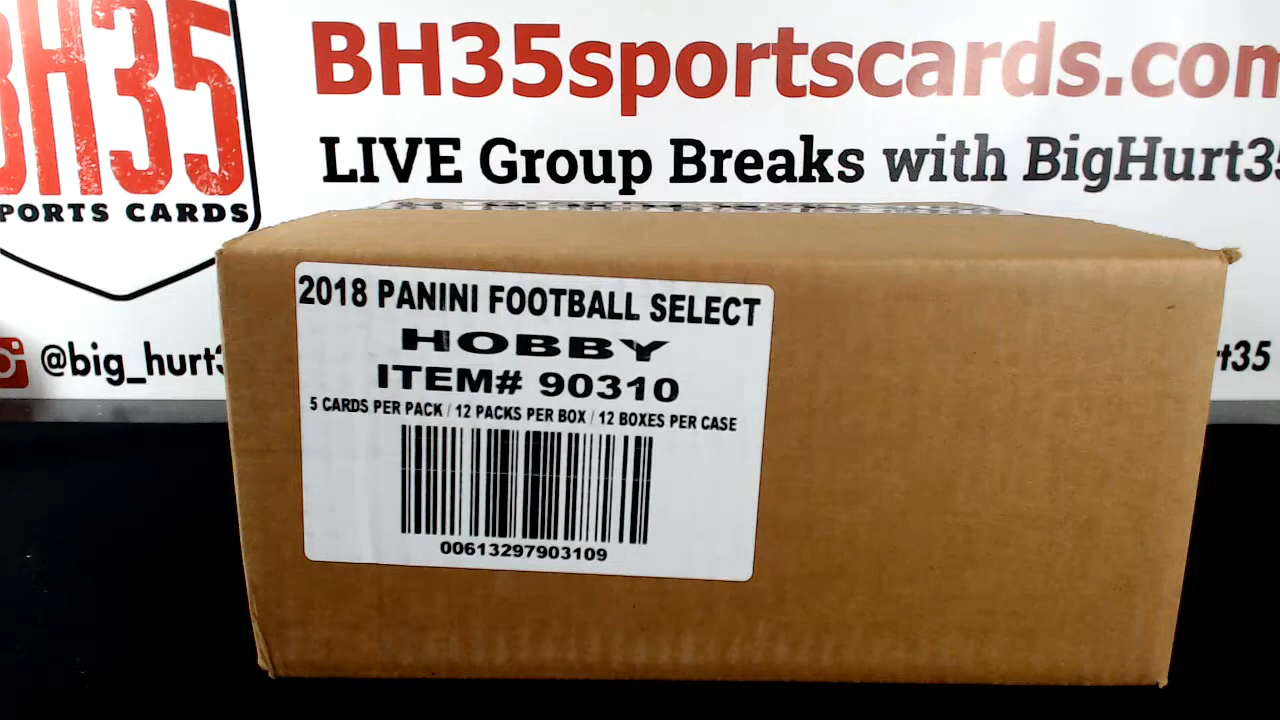 BH35
PORTS CARDS
BH35sportscards.com
LIVE Group Breaks with BigHurt35
@big_hurt3
rt35
2018 PANINI FOOTBALL SELECT
HOBBY
ITEM# 90310
5 CARDS PER PACK / 12 PACKS PER BOX / 12 BOXES PER CASE
00613297903109